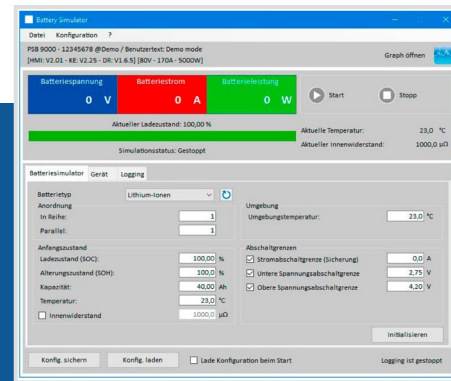 Battery Simulator
Datei Konfiguration ?
PSB 9000 - 12345678 @Demo / Benutzertext: Demo mode
[HMI: V2.01 - KE: V2.25 - DR: V1.6.5] [80V - 170A - 5000W]
Graph öffnen
Batteriespannung Batteriestrom Batterieleistung
0 V 0 A 0 W
Start Stopp
Aktueller Ladezustand: 100,00 %
Simulationsstatus: Gestoppt
Aktuelle Temperatur: 23,0 °C
Aktueller Innenwiderstand: 1000,0 µΩ
Batteriesimulator Gerät Logging
Batterietyp Lithium-Ionen
Anordnung
In Reihe: 1
Parallel: 1
Umgebung
Umgebungstemperatur: 23,0 °C
Anfangszustand
Ladezustand (SOC): 100,00 %
Alterungszustand (SOH): 100,0 %
Kapazität: 40,00 Ah
Temperatur: 23,0 °C
Innenwiderstand 1000,0 µΩ
Abschaltgrenzen
Stromabschaltgrenze (Sicherung) 0,0 A
Untere Spannungsabschaltgrenze 2,75 V
Obere Spannungsabschaltgrenze 4,20 V
Initialisieren
Konfig. sichern Konfig. laden Lade Konfiguration beim Start Logging ist gestoppt